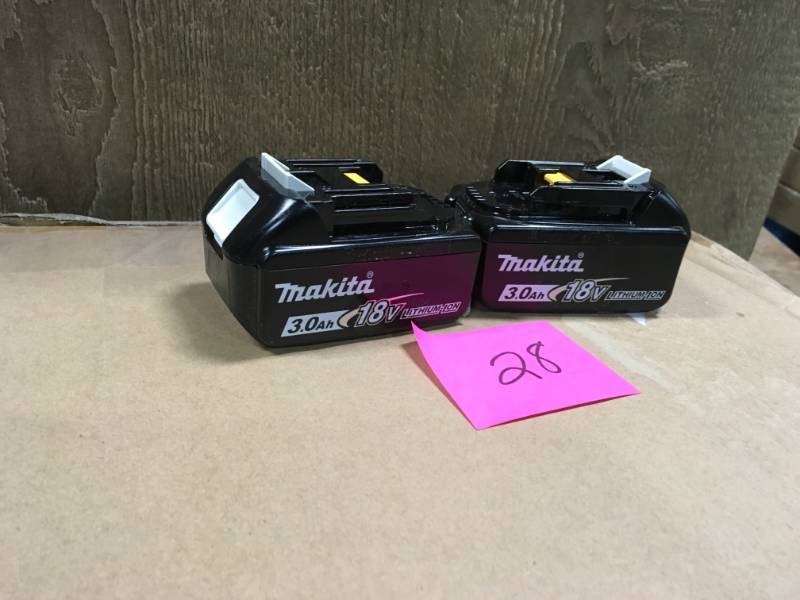 makita®
3.0Ah 18V LITHIUM-ION
makita
3.0Ah 18V LITHIUM-ION
28